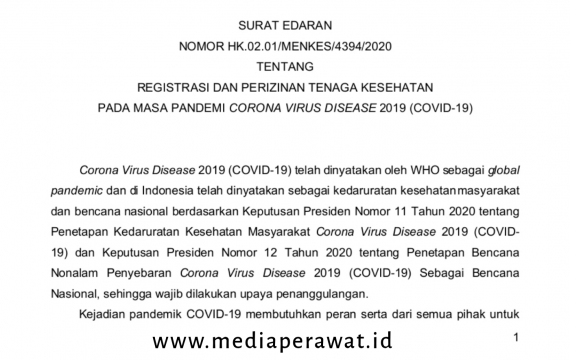 SURAT EDARAN
NOMOR HK.02.01/MENKES/4394/2020
TENTANG
REGISTRASI DAN PERIZINAN TENAGA KESEHATAN
PADA MASA PANDEMI CORONA VIRUS DISEASE 2019 (COVID-19)
Corona Virus Disease 2019 (COVID-19) telah dinyatakan oleh WHO sebagai global
pandemic dan di Indonesia telah dinyatakan sebagai kedaruratan kesehatan masyarakat
dan bencana nasional berdasarkan Keputusan Presiden Nomor 11 Tahun 2020 tentang
Penetapan Kedaruratan Kesehatan Masyarakat Corona Virus Disease 2019 (COVID-
19) dan Keputusan Presiden Nomor 12 Tahun 2020 tentang Penetapan Bencana
Nonalam Penyebaran Corona Virus Disease 2019 (COVID-19) Sebagai Bencana
Nasional, sehingga wajib dilakukan upaya penanggulangan.
Kejadian pandemik COVID-19 membutuhkan peran serta dari semua pihak untuk
1
www.mediaperawat.id